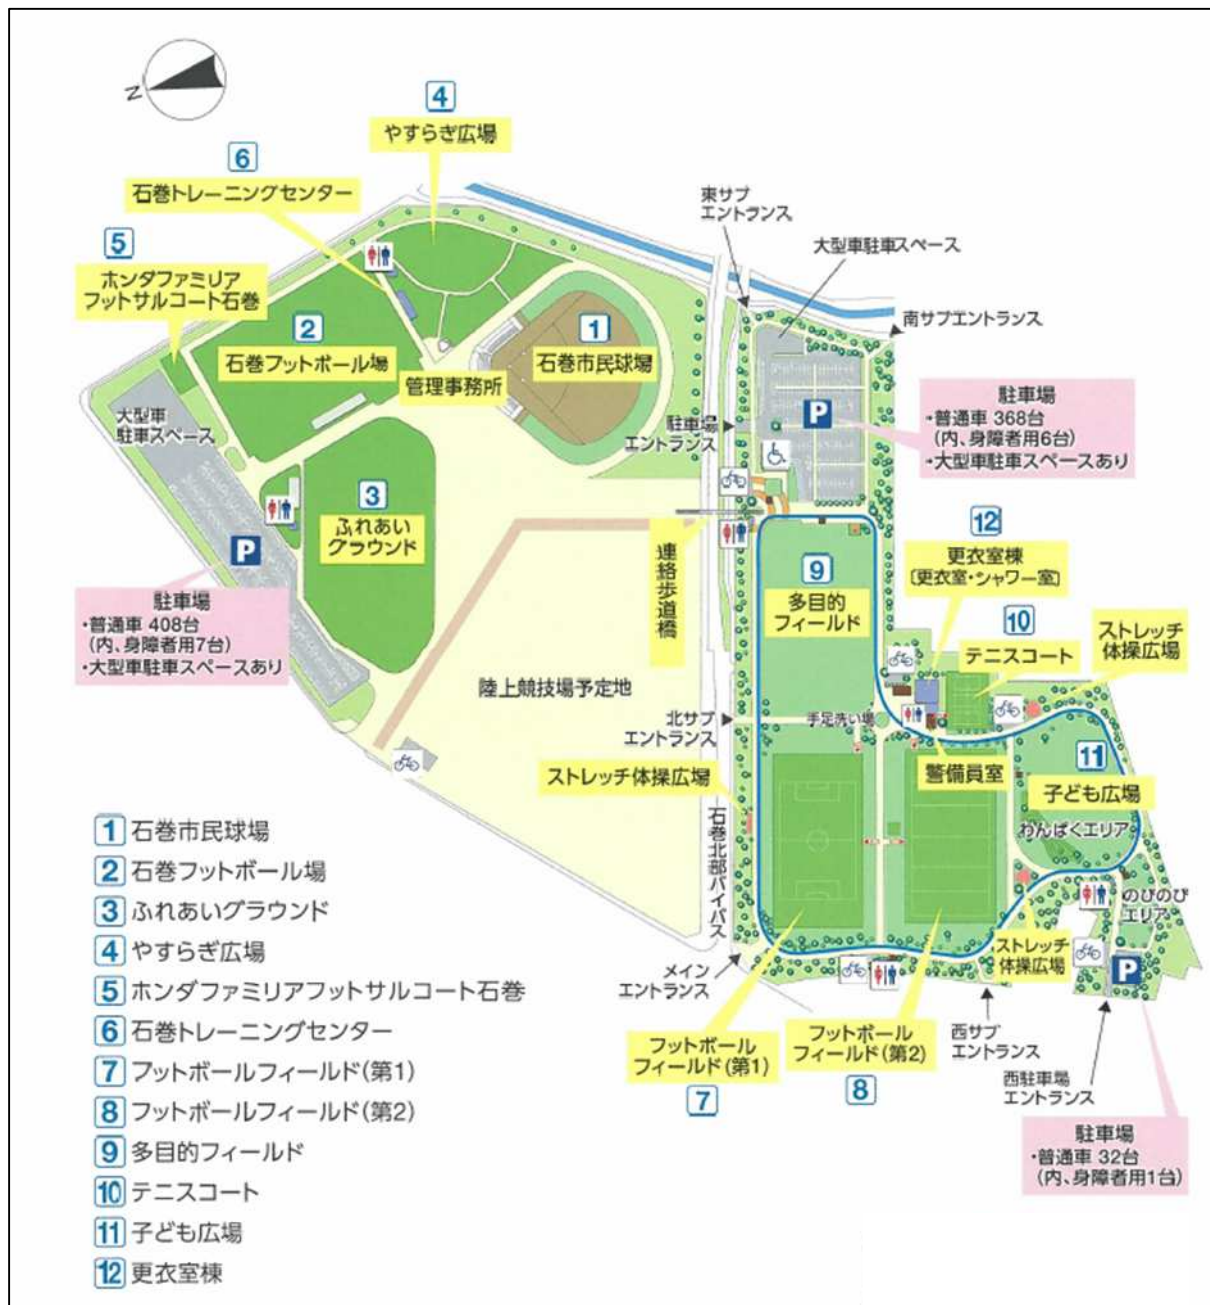 N
4
やすらぎ広場
6
石巻トレーニングセンター
5
ホンダファミリア
フットサルコート石巻
2
石巻フットボール場
1
石巻市民球場
管理事務所
東サブ
エントランス
大型車駐車スペース
南サブエントランス
大型車
駐車スペース
駐車場
エントランス
P
駐車場
・普通車 368台
(内、身障者用6台)
・大型車駐車スペースあり
3
ふれあい
グラウンド
P
駐車場
・普通車 408台
(内、身障者用7台)
・大型車駐車スペースあり
連絡歩道橋
12
更衣室棟
〔更衣室・シャワー室〕
9
多目的
フィールド
10
テニスコート
ストレッチ
体操広場
陸上競技場予定地
北サブ
エントランス
手足洗い場
警備員室
11
子ども広場
わんぱくエリア
ストレッチ体操広場
石巻北部バイパス
のびのび
エリア
ストレッチ
体操広場
P
メイン
エントランス
西サブ
エントランス
西駐車場
エントランス
フットボール
フィールド(第1)
7
フットボール
フィールド(第2)
8
駐車場
・普通車 32台
(内、身障者用1台)
1 石巻市民球場
2 石巻フットボール場
3 ふれあいグラウンド
4 やすらぎ広場
5 ホンダファミリアフットサルコート石巻
6 石巻トレーニングセンター
7 アットボールフィールド(第1)
8 フットボールフィールド(第2)
9 多目的フィールド
10 テニスコート
11 子ども広場
12 更衣室棟